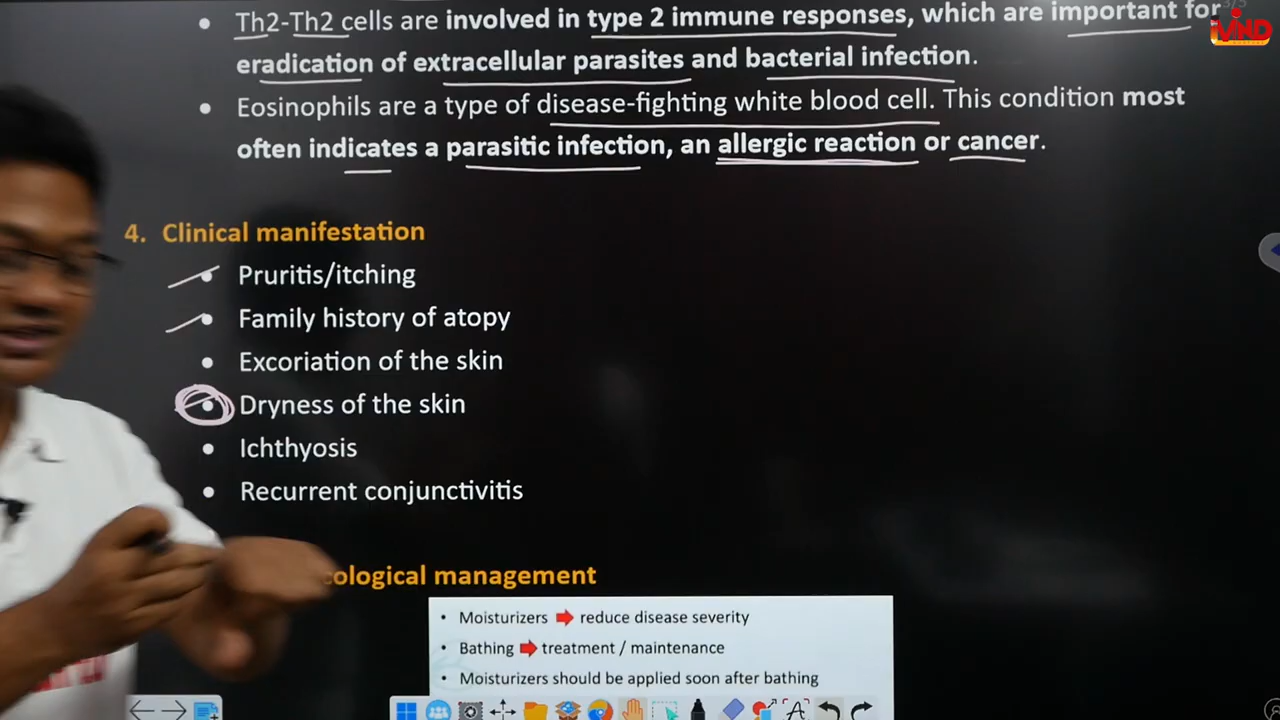 • Th2-Th2 cells are involved in type 2 immune responses, which are important for
eradication of extracellular parasites and bacterial infection.
• Eosinophils are a type of disease-fighting white blood cell. This condition most
often indicates a parasitic infection, an allergic reaction or cancer.
4. Clinical manifestation
• Pruritis/itching
• Family history of atopy
• Excoriation of the skin
• Dryness of the skin
• Ichthyosis
• Recurrent conjunctivitis
cological management
• Moisturizers ➡ reduce disease severity
• Bathing ➡ treatment / maintenance
• Moisturizers should be applied soon after bathing